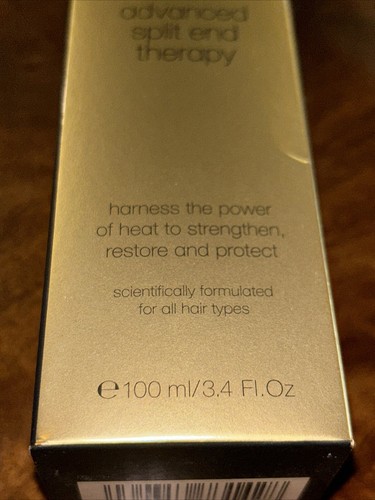 advanced
split end
therapy
harness the power
of heat to strengthen,
restore and protect
scientifically formulated
for all hair types
℮100 ml/3.4 Fl.Oz